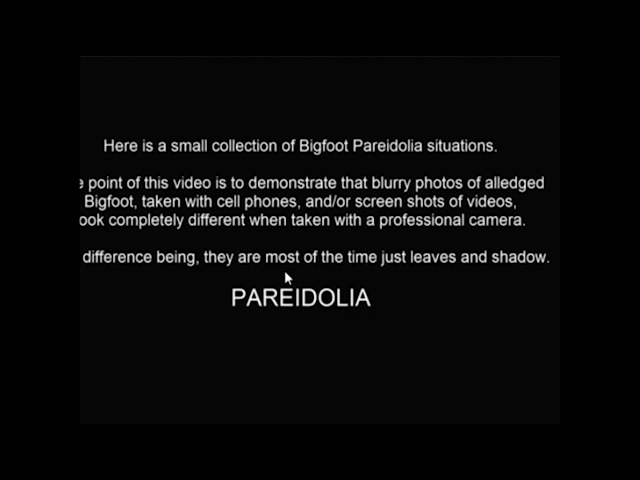 Here is a small collection of Bigfoot Pareidolia situations.
point of this video is to demonstrate that blurry photos of alledged
Bigfoot, taken with cell phones, and/or screen shots of videos,
ook completely different when taken with a professional camera.
difference being, they are most of the time just leaves and shadow.
PAREIDOLIA